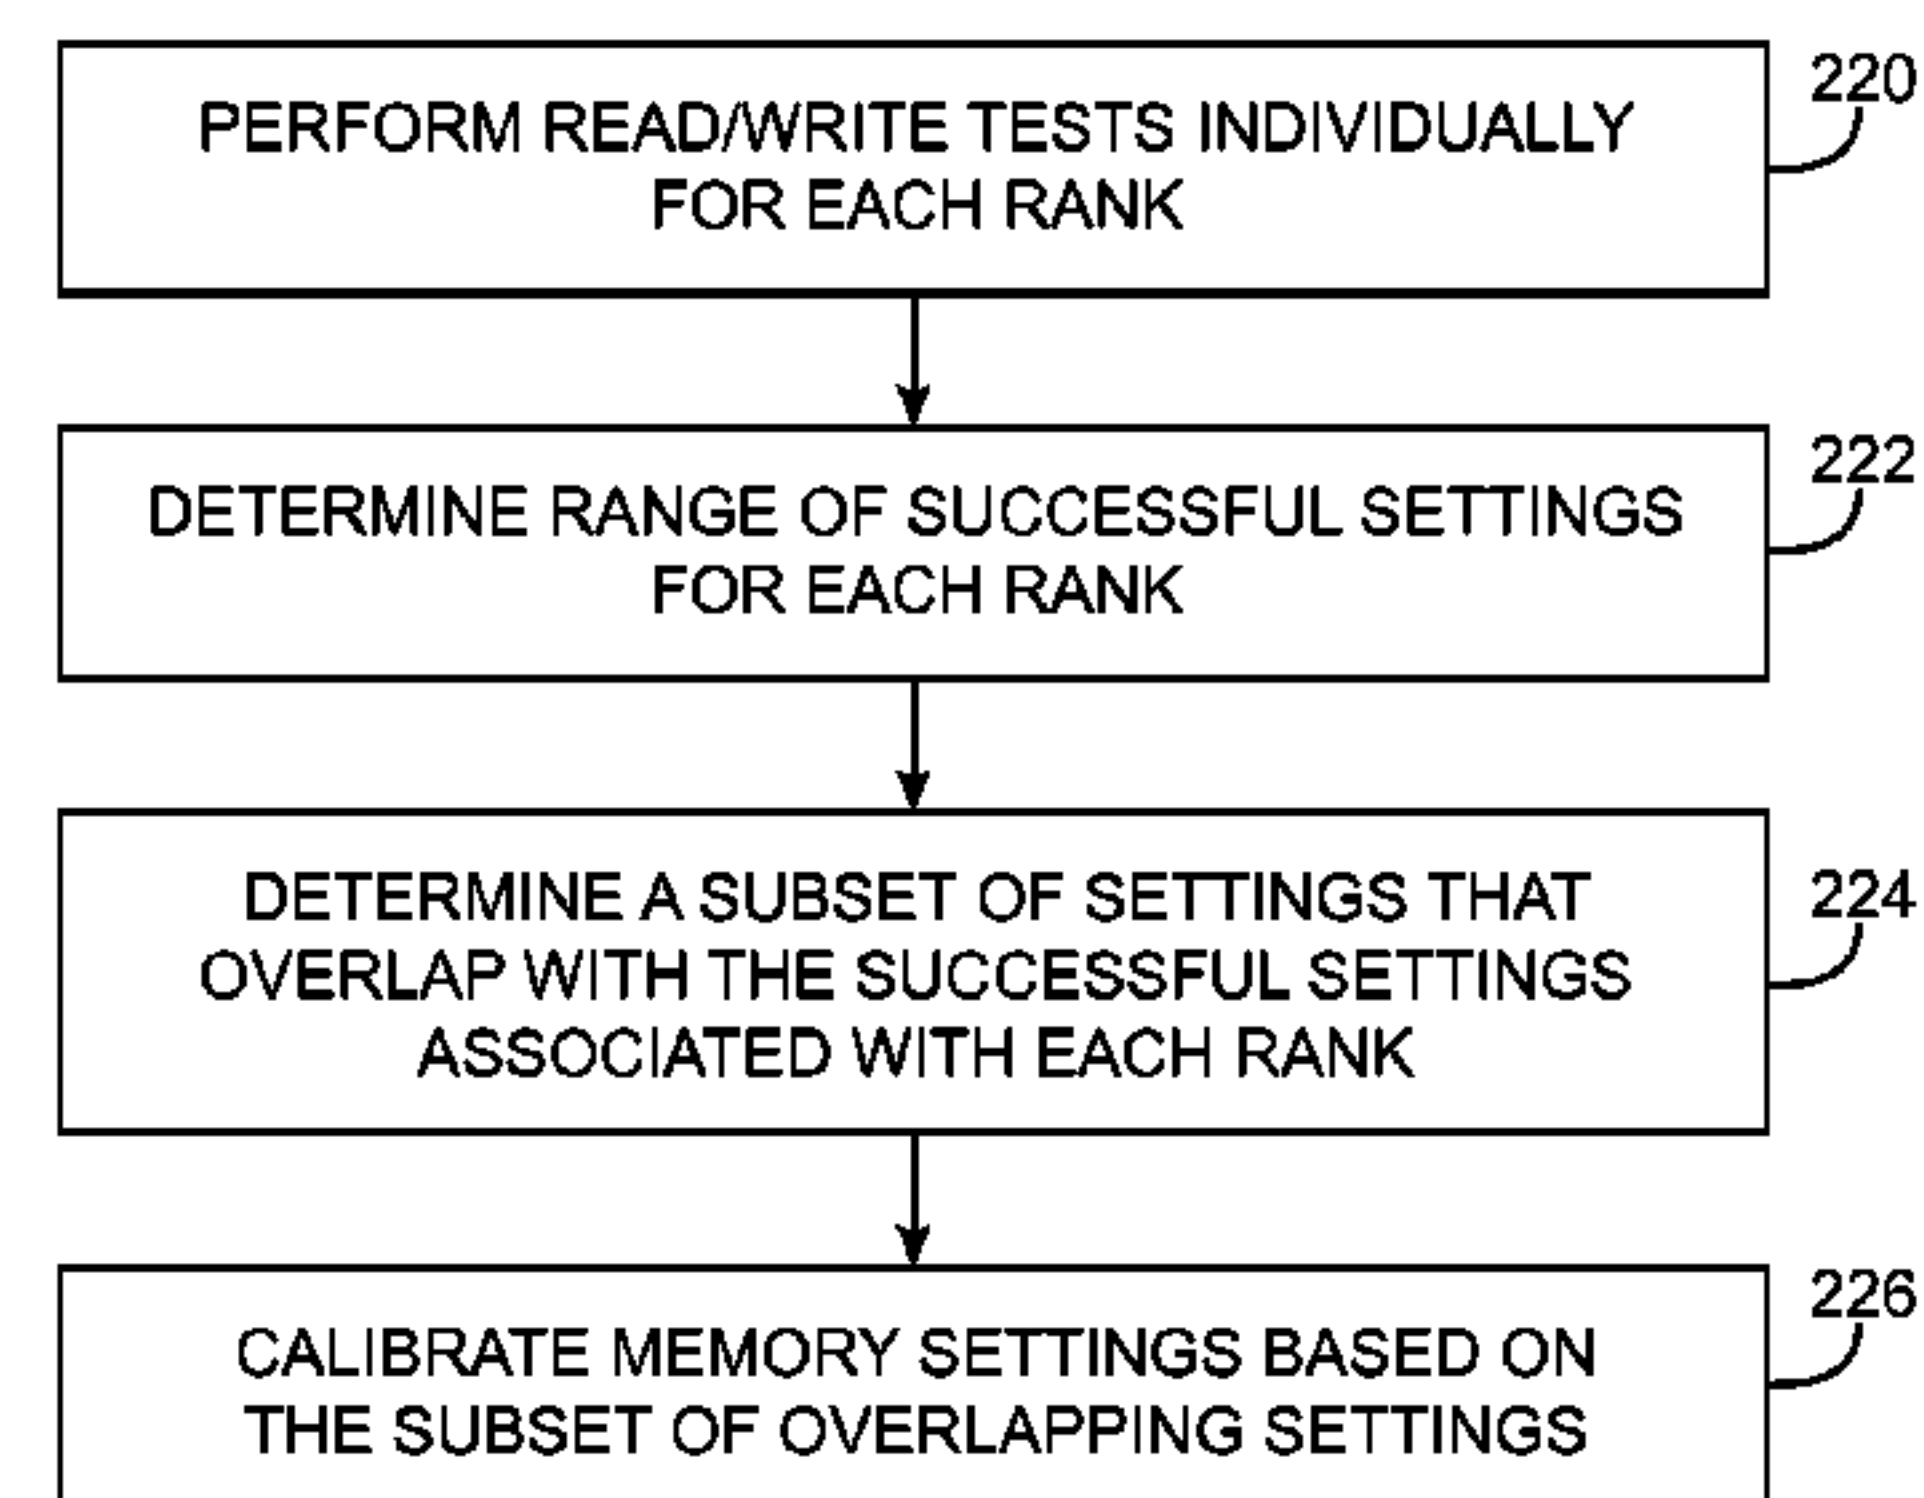 PERFORM READ/WRITE TESTS INDIVIDUALLY
FOR EACH RANK
220
DETERMINE RANGE OF SUCCESSFUL SETTINGS
FOR EACH RANK
222
DETERMINE A SUBSET OF SETTINGS THAT
OVERLAP WITH THE SUCCESSFUL SETTINGS
ASSOCIATED WITH EACH RANK
224
CALIBRATE MEMORY SETTINGS BASED ON
THE SUBSET OF OVERLAPPING SETTINGS
226